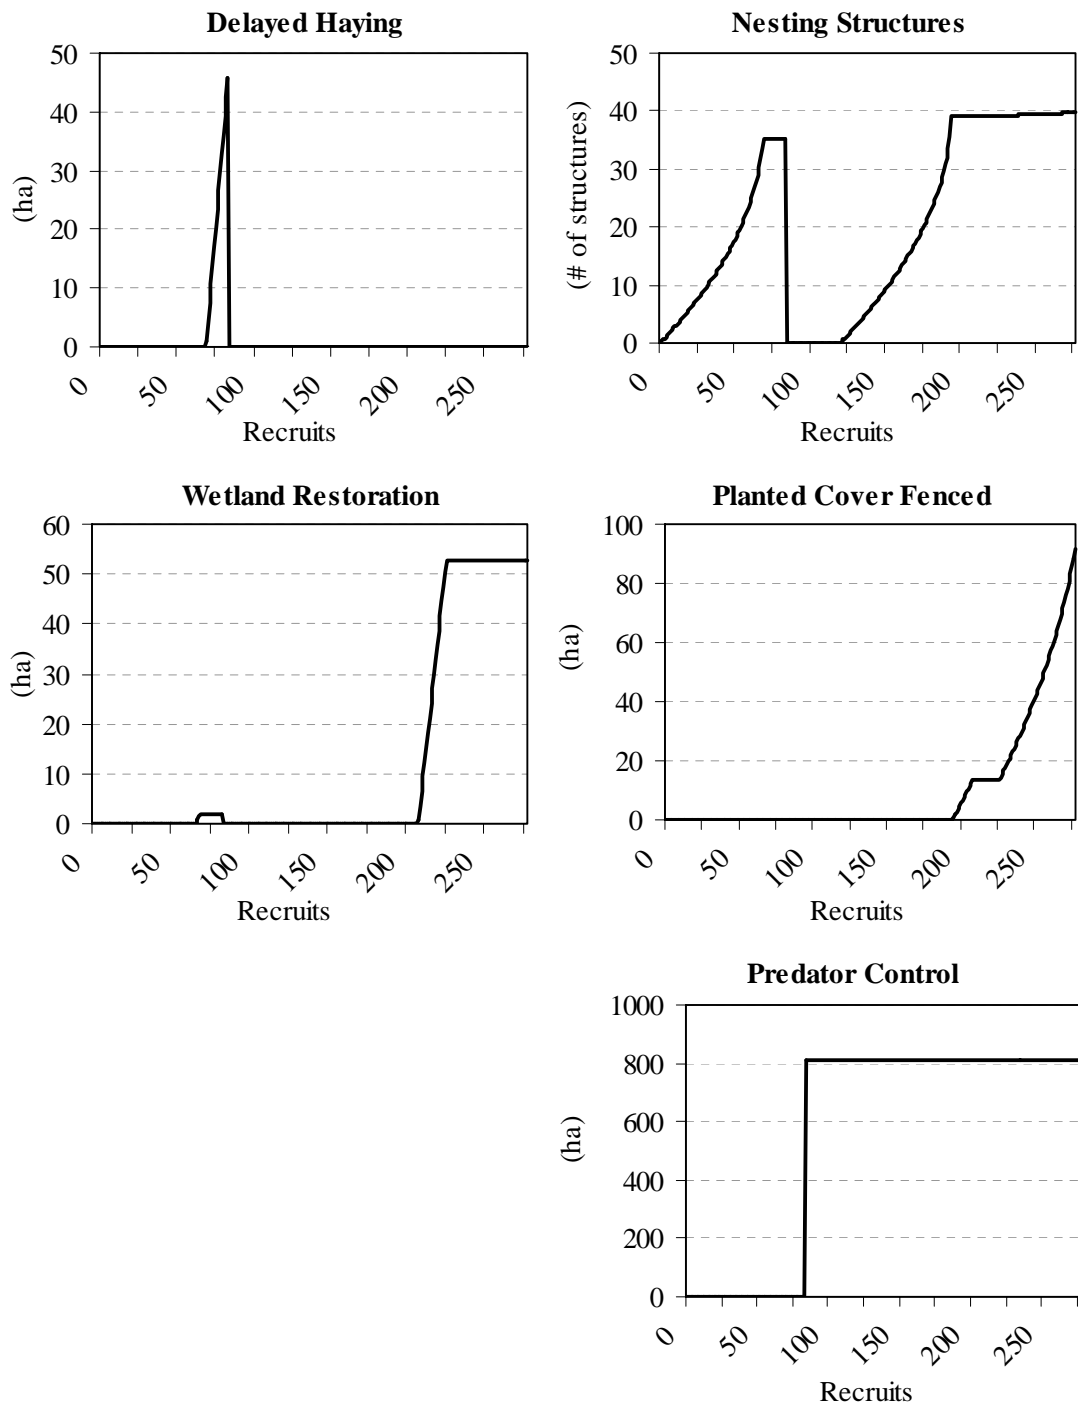 Delayed Haying
50
40
30
20
10
0
(ha)
0 50 100 150 200 250
Recruits
Nesting Structures
50
40
30
20
10
0
(# of structures)
0 50 100 150 200 250
Recruits
Wetland Restoration
60
50
40
30
20
10
0
(ha)
0 50 100 150 200 250
Recruits
Planted Cover Fenced
100
80
60
40
20
0
(ha)
0 50 100 150 200 250
Recruits
Predator Control
1000
800
600
400
200
0
(ha)
0 50 100 150 200 250
Recruits